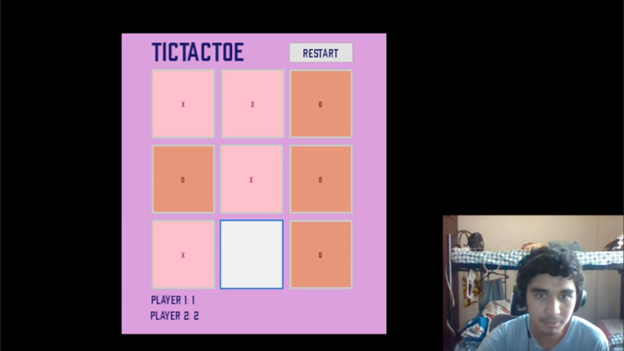 TICTACTOE
RESTART
X X O
O X O
X O
PLAYER 1: 1
PLAYER 2: 2